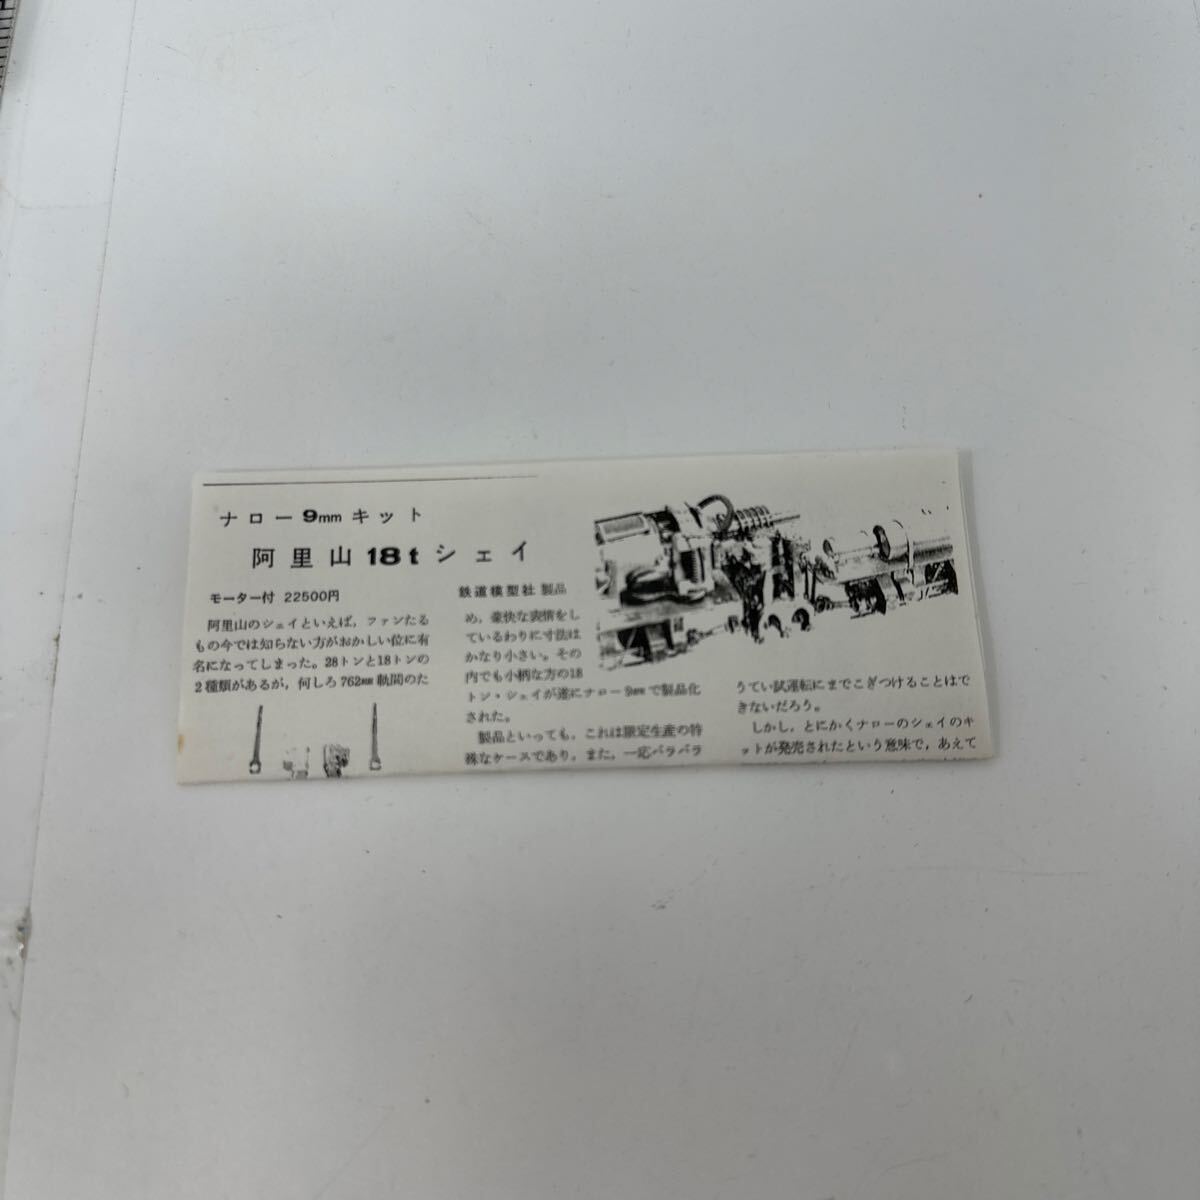 ナロー9mmキット
阿里山18tシェイ
モーター付 22500円
鉄道模型社 製品
阿里山のシェイといえば，ファンたる
もの今では知らない方がおかしい位に有
名になってしまった。28トンと18トンの
2種類があるが，何しろ762mm軌間のた
め，豪快な表情をし
ているわりに寸法は
かなり小さい。その
内でも小柄な方の18
トン・シェイが遂にナロー9mmで製品化
された。
製品といっても，これは限定生産の特
殊なケースであり，また，一応バラバラ
うてい試運転にまでこぎつけることはで
きないだろう。
しかし，とにかくナローのシェイのキ
ットが発売されたという意味で，あえて